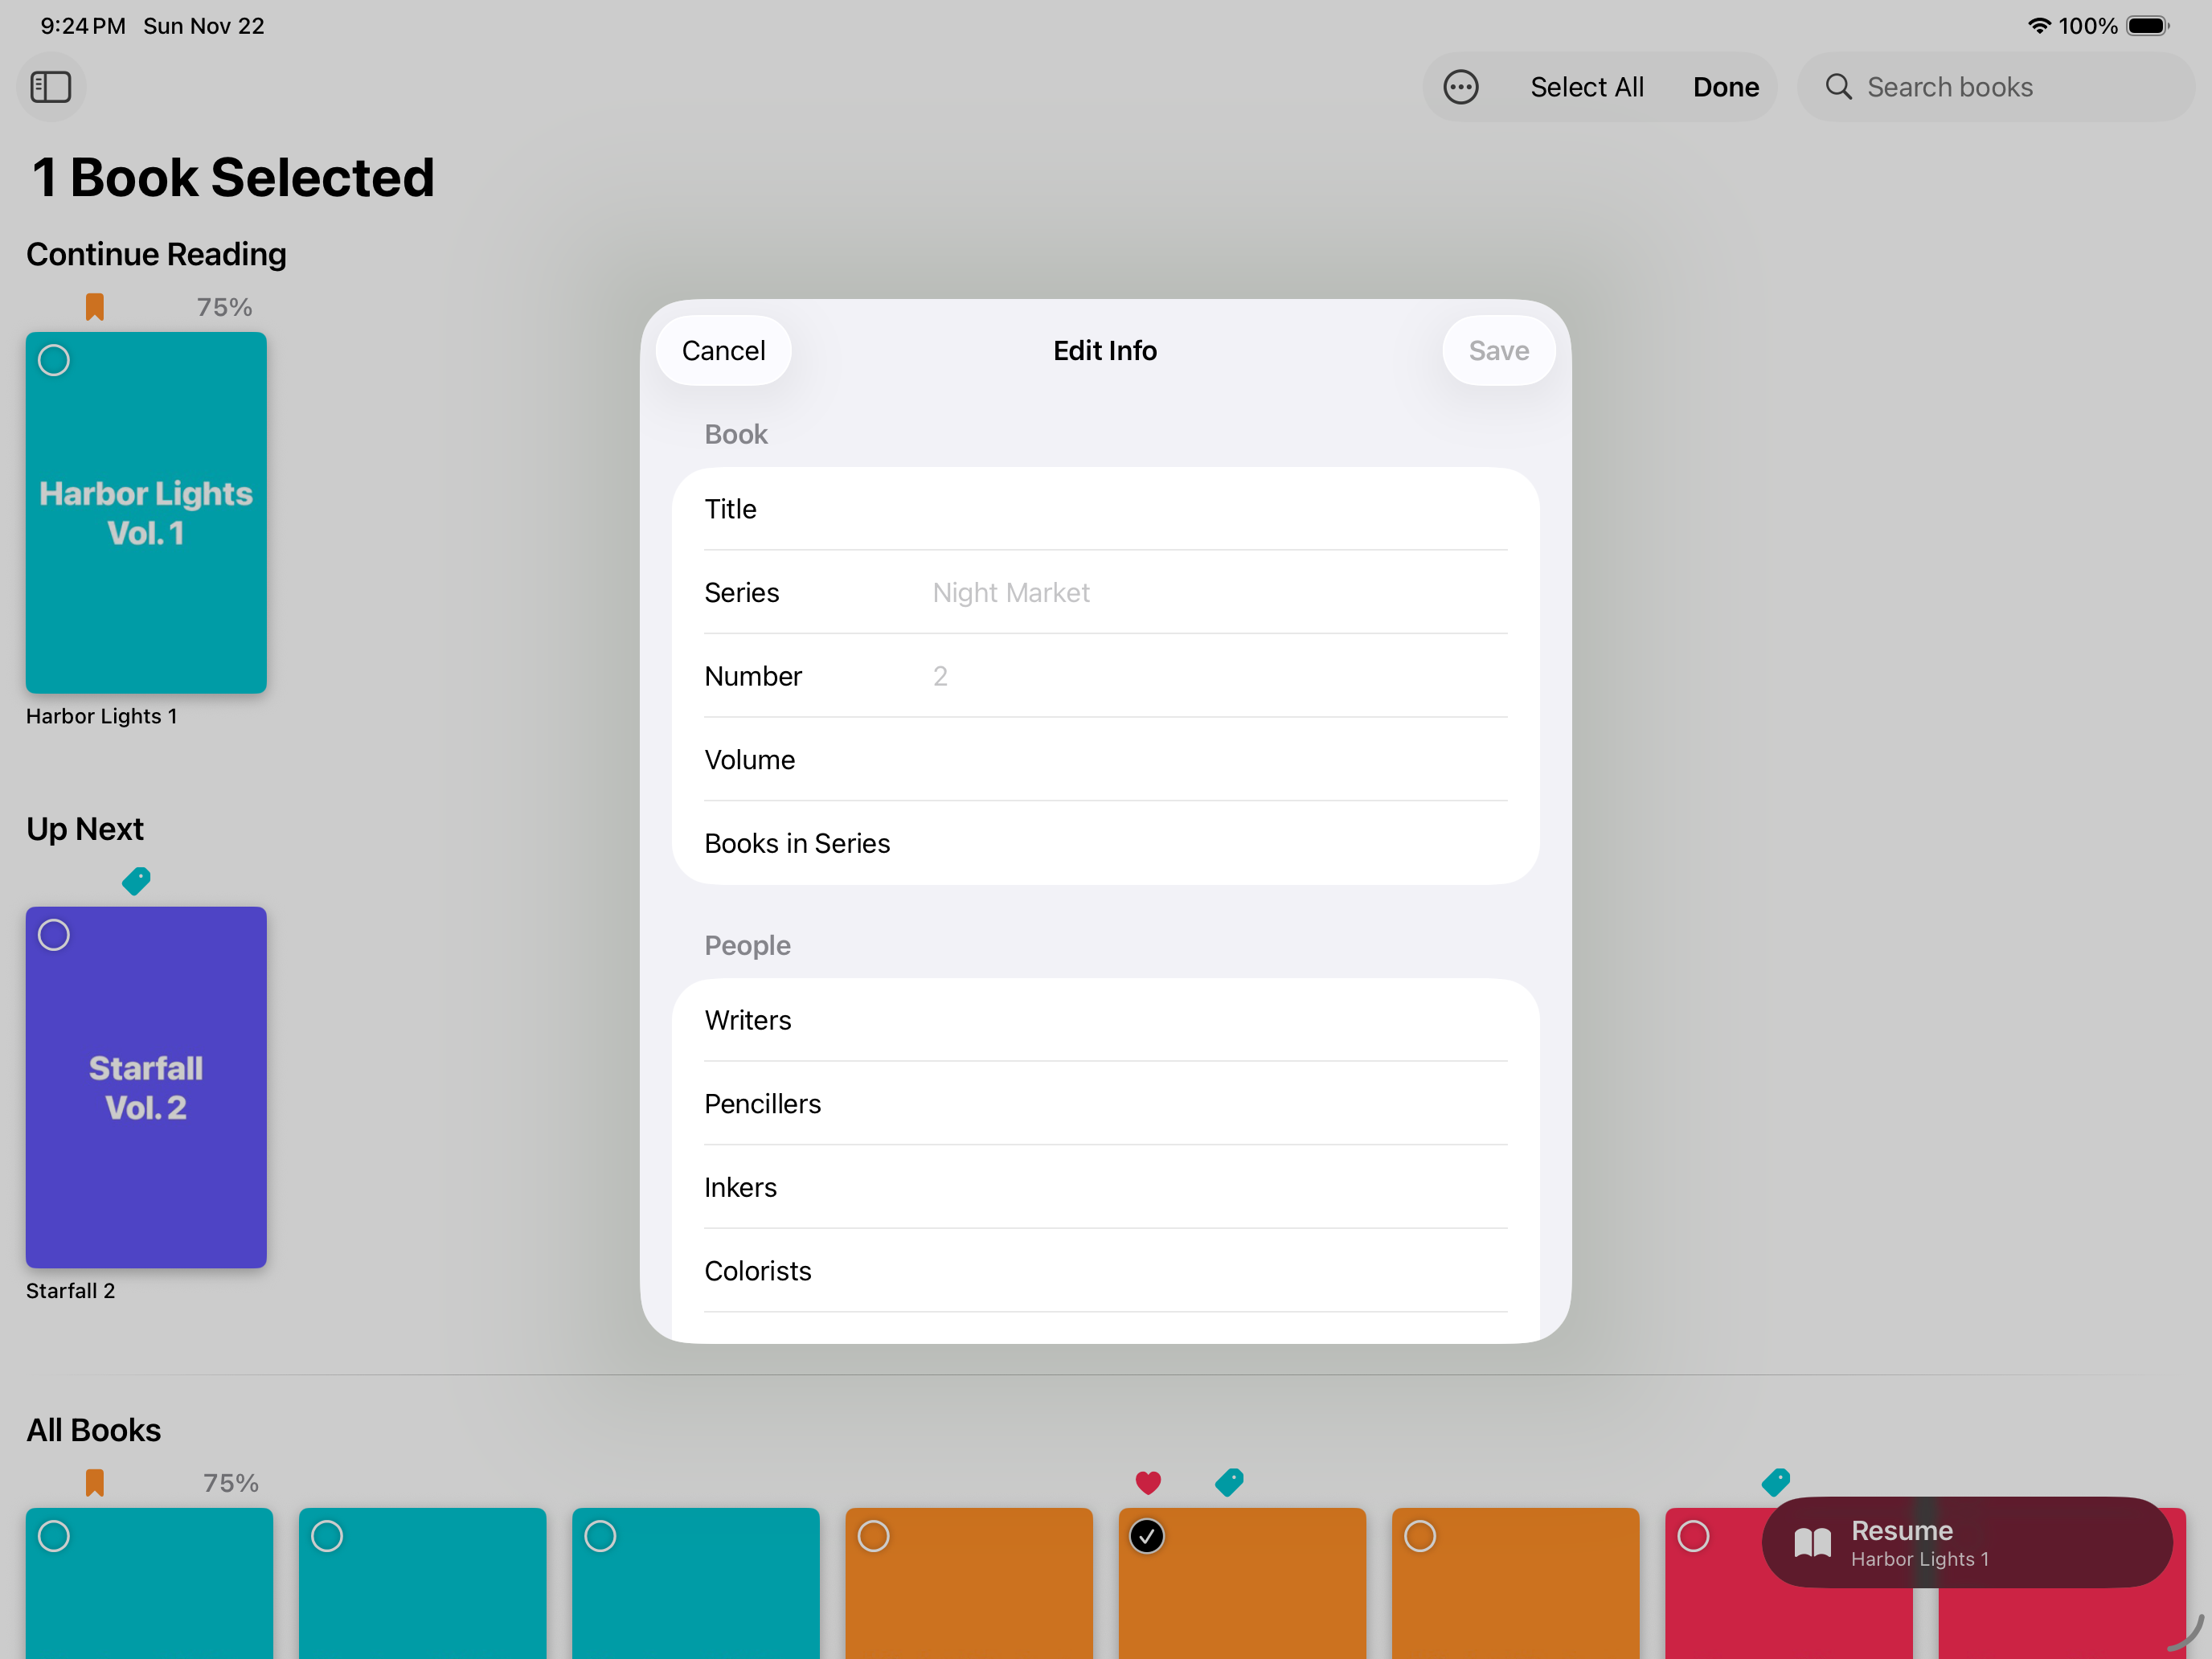 9:24 PM Sun Nov 22
100%
Select All
Done
Search books
1 Book Selected
Continue Reading
75%
Harbor Lights
Vol. 1
Harbor Lights 1
Up Next
Starfall
Vol. 2
Starfall 2
Cancel
Edit Info
Save
Book
Title
Series Night Market
Number 2
Volume
Books in Series
People
Writers
Pencillers
Inkers
Colorists
All Books
75%
Resume
Harbor Lights 1